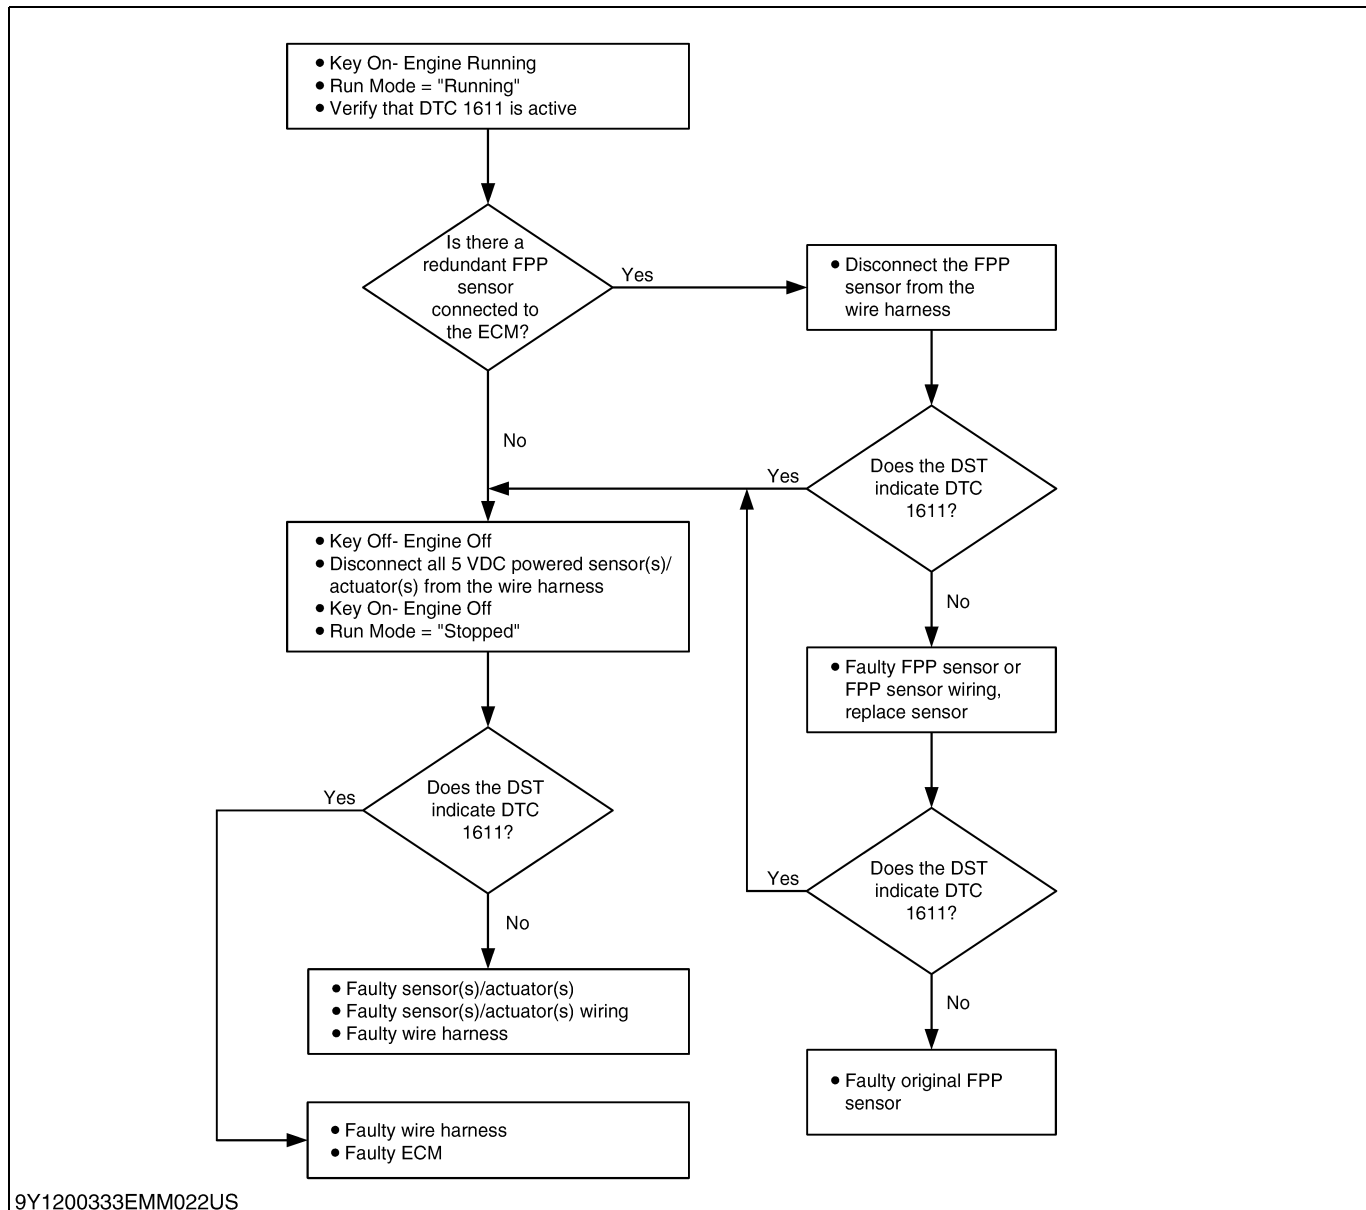 ● Key On- Engine Running
● Run Mode = "Running"
● Verify that DTC 1611 is active
Is there a
redundant FPP
sensor
connected to
the ECM?
Yes
● Disconnect the FPP
sensor from the
wire harness
No
Does the DST
indicate DTC
1611?
Yes
● Key Off- Engine Off
● Disconnect all 5 VDC powered sensor(s)/
actuator(s) from the wire harness
● Key On- Engine Off
● Run Mode = "Stopped"
No
● Faulty FPP sensor or
FPP sensor wiring,
replace sensor
Does the DST
indicate DTC
1611?
Yes
No
Does the DST
indicate DTC
1611?
Yes
No
● Faulty sensor(s)/actuator(s)
● Faulty sensor(s)/actuator(s) wiring
● Faulty wire harness
● Faulty original FPP
sensor
● Faulty wire harness
● Faulty ECM
9Y1200333EMM022US